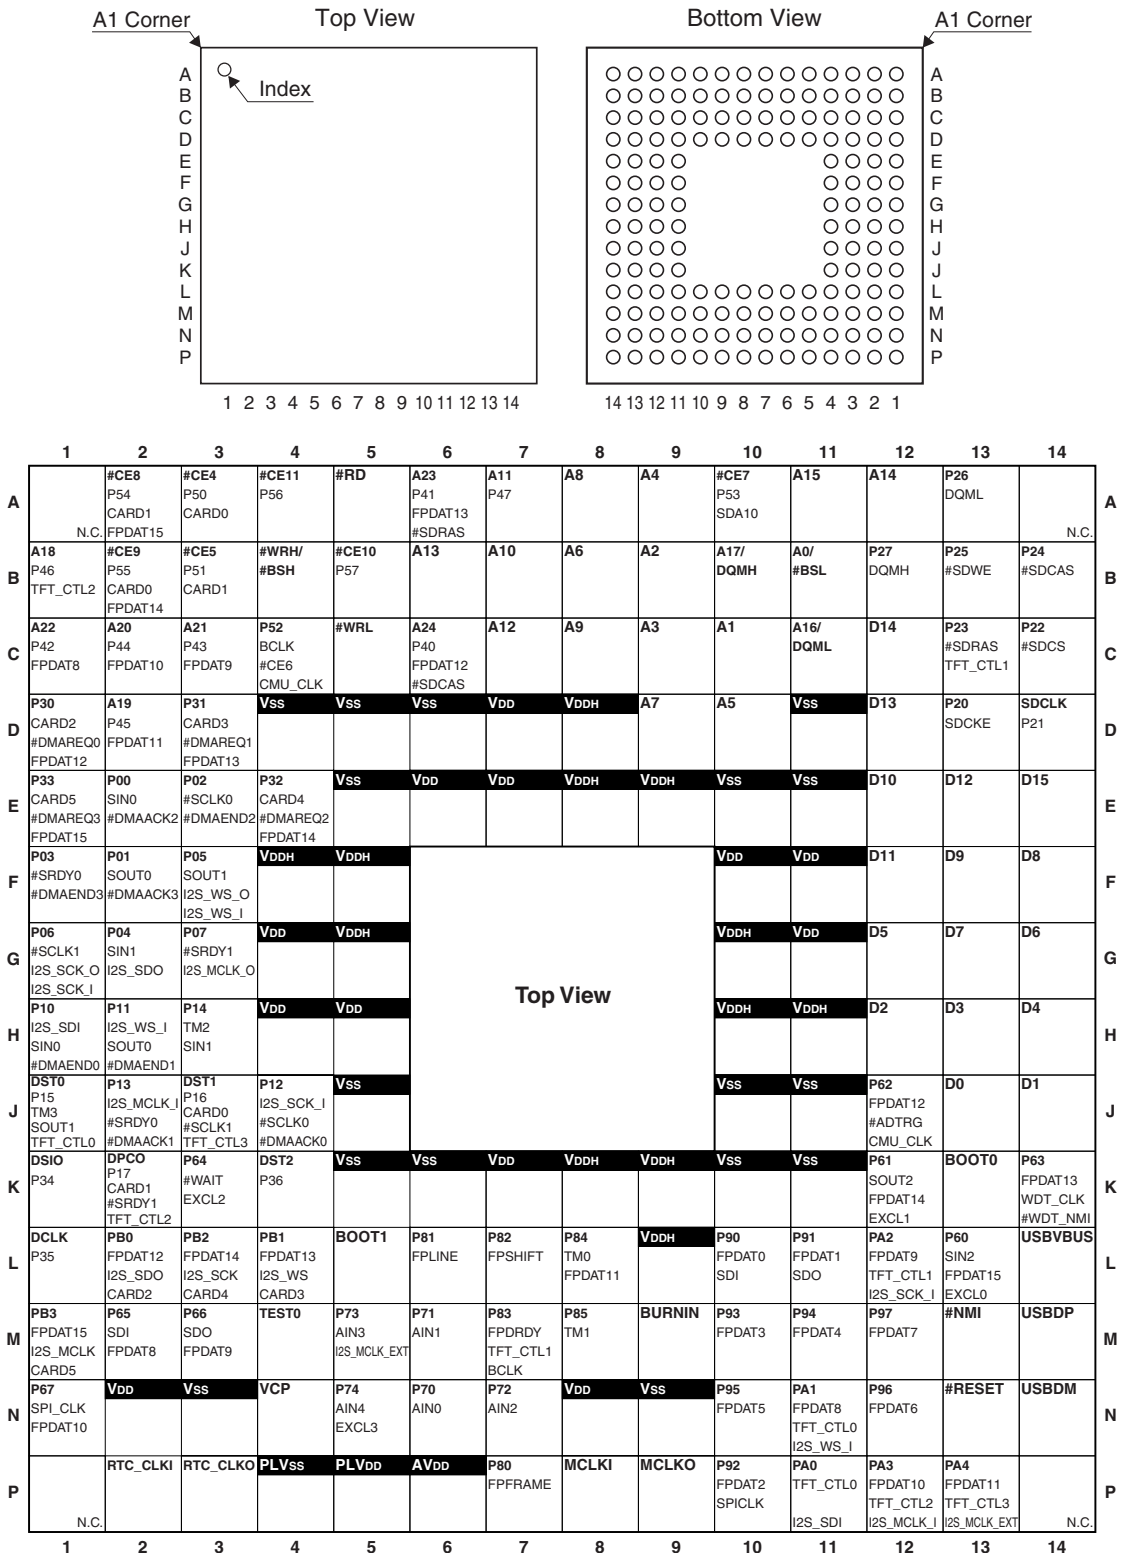 A1 Corner
Top View
Bottom View
A1 Corner
Index
A
B
C
D
E
F
G
H
J
K
L
M
N
P
A
B
C
D
E
F
G
H
J
J
L
M
N
P
1 2 3 4 5 6 7 8 9 10 11 12 13 14
14 13 12 11 10 9 8 7 6 5 4 3 2 1
1 2 3 4 5 6 7 8 9 10 11 12 13 14
A
N.C.
#CE8
P54
CARD1
FPDAT15
#CE4
P50
CARD0
#CE11
P56
#RD
A23
P41
FPDAT13
#SDRAS
A11
P47
A8
A4
#CE7
P53
SDA10
A15
A14
P26
DQML
N.C.
A
B
A18
P46
TFT_CTL2
#CE9
P55
CARD0
FPDAT14
#CE5
P51
CARD1
#WRH/
#BSH
#CE10
P57
A13
A10
A6
A2
A17/
DQMH
A0/
#BSL
P27
DQMH
P25
#SDWE
P24
#SDCAS
B
C
A22
P42
FPDAT8
A20
P44
FPDAT10
A21
P43
FPDAT9
P52
BCLK
#CE6
CMU_CLK
#WRL
A24
P40
FPDAT12
#SDCAS
A12
A9
A3
A1
A16/
DQML
D14
P23
#SDRAS
TFT_CTL1
P22
#SDCS
C
D
P30
CARD2
#DMAREQ0
FPDAT12
A19
P45
FPDAT11
P31
CARD3
#DMAREQ1
FPDAT13
VSS
VSS
VSS
VDD
VDDH
A7
A5
VSS
D13
P20
SDCKE
SDCLK
P21
D
E
P33
CARD5
#DMAREQ3
FPDAT15
P00
SIN0
#DMAACK2
P02
#SCLK0
#DMAEND2
P32
CARD4
#DMAREQ2
FPDAT14
VSS
VDD
VDD
VDDH
VDDH
VSS
VSS
D10
D12
D15
E
F
P03
#SRDY0
#DMAEND3
P01
SOUT0
#DMAACK3
P05
SOUT1
I2S_WS_O
I2S_WS_I
VDDH
VDDH
VDD
VDD
D11
D9
D8
F
G
P06
#SCLK1
I2S_SCK_O
I2S_SCK_I
P04
SIN1
I2S_SDO
P07
#SRDY1
I2S_MCLK_O
VDD
VDDH
Top View
VDDH
VDD
D5
D7
D6
G
H
P10
I2S_SDI
SIN0
#DMAEND0
P11
I2S_WS_I
SOUT0
#DMAEND1
P14
TM2
SIN1
VDD
VDD
VDDH
VDDH
D2
D3
D4
H
J
DST0
P15
TM3
SOUT1
TFT_CTL0
P13
I2S_MCLK_I
#SRDY0
#DMAACK1
DST1
P16
CARD0
#SCLK1
TFT_CTL3
P12
I2S_SCK_I
#SCLK0
#DMAACK0
VSS
VSS
VSS
P62
FPDAT12
#ADTRG
CMU_CLK
D0
D1
J
K
DSIO
P34
DPCO
P17
CARD1
#SRDY1
TFT_CTL2
P64
#WAIT
EXCL2
DST2
P36
VSS
VSS
VDD
VDDH
VDDH
VSS
VSS
P61
SOUT2
FPDAT14
EXCL1
BOOT0
P63
FPDAT13
WDT_CLK
#WDT_NMI
K
L
DCLK
P35
PB0
FPDAT12
I2S_SDO
CARD2
PB2
FPDAT14
I2S_SCK
CARD4
PB1
FPDAT13
I2S_WS
CARD3
BOOT1
P81
FPLINE
P82
FPSHIFT
P84
TM0
FPDAT11
VDDH
P90
FPDAT0
SDI
P91
FPDAT1
SDO
PA2
FPDAT9
TFT_CTL1
I2S_SCK_I
P60
SIN2
FPDAT15
EXCL0
USBVBUS
L
M
PB3
FPDAT15
I2S_MCLK
CARD5
P65
SDI
FPDAT8
P66
SDO
FPDAT9
TEST0
P73
AIN3
I2S_MCLK_EXT
P71
AIN1
P83
FPDRDY
TFT_CTL1
BCLK
P85
TM1
BURNIN
P93
FPDAT3
P94
FPDAT4
P97
FPDAT7
#NMI
USBDP
M
N
P67
SPI_CLK
FPDAT10
VDD
VSS
VCP
P74
AIN4
EXCL3
P70
AIN0
P72
AIN2
VDD
VSS
P95
FPDAT5
PA1
FPDAT8
TFT_CTL0
I2S_WS_I
P96
FPDAT6
#RESET
USBDM
N
P
N.C.
RTC_CLKI
RTC_CLKO
PLVSS
PLVDD
AVDD
P80
FPFRAME
MCLKI
MCLKO
P92
FPDAT2
SPICLK
PA0
TFT_CTL0
I2S_SDI
PA3
FPDAT10
TFT_CTL2
I2S_MCLK_I
PA4
FPDAT11
TFT_CTL3
I2S_MCLK_EXT
N.C.
P
1 2 3 4 5 6 7 8 9 10 11 12 13 14